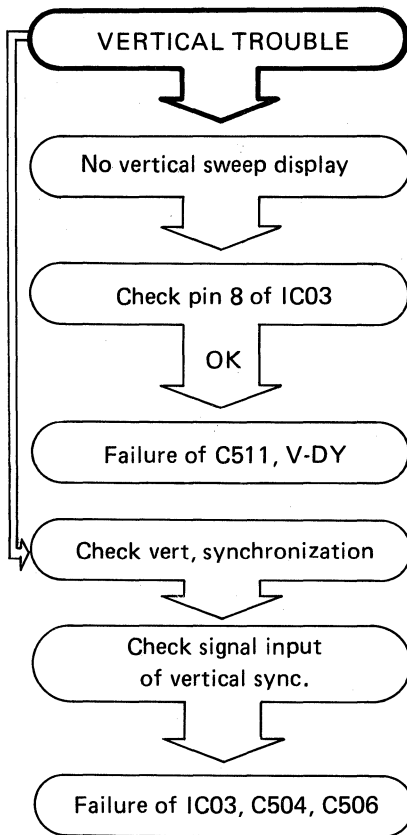 VERTICAL TROUBLE
No vertical sweep display
Check pin 8 of IC03
OK
Failure of C511, V-DY
Check vert, synchronization
Check signal input
of vertical sync.
Failure of IC03, C504, C506